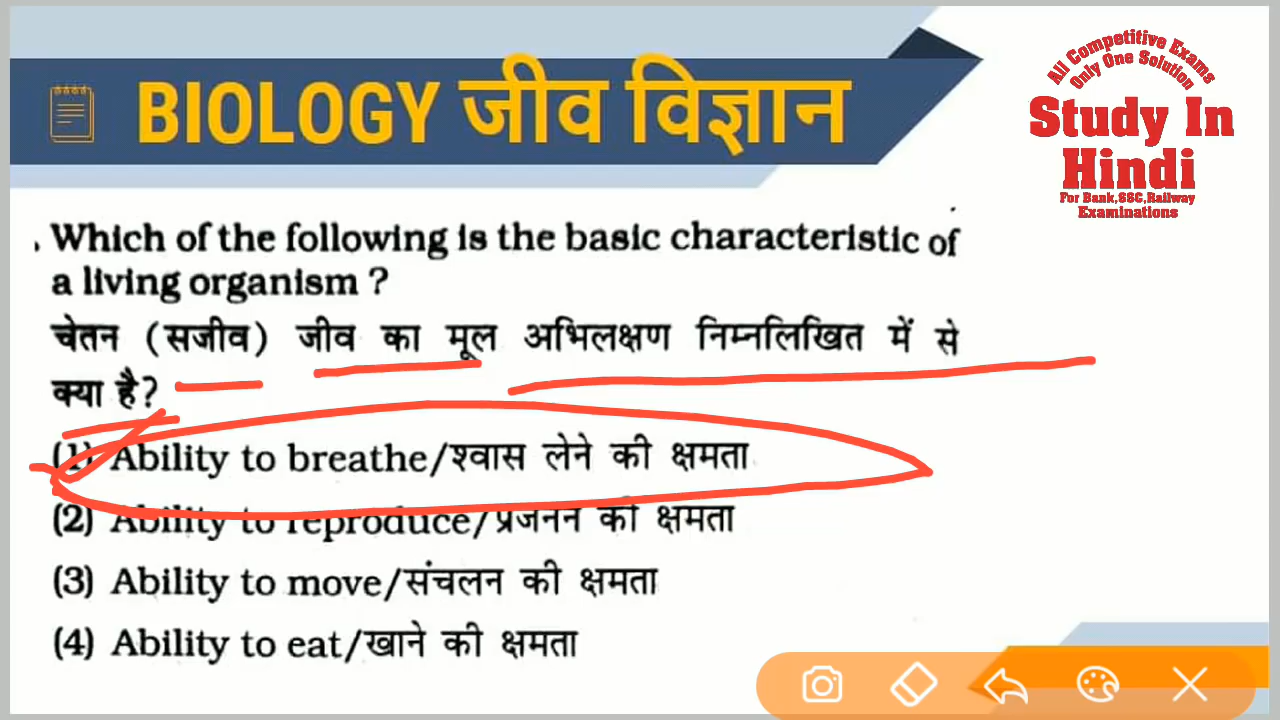 BIOLOGY जीव विज्ञान
All Competitive Exams
Only One Solution
Study In
Hindi
For Bank,SSC,Railway
Examinations
Which of the following is the basic characteristic of
a living organism ?
चेतन (सजीव) जीव का मूल अभिलक्षण निम्नलिखित में से
क्या है?
(1) Ability to breathe/श्वास लेने की क्षमता
(2) Ability to reproduce/प्रजनन की क्षमता
(3) Ability to move/संचलन की क्षमता
(4) Ability to eat/खाने की क्षमता